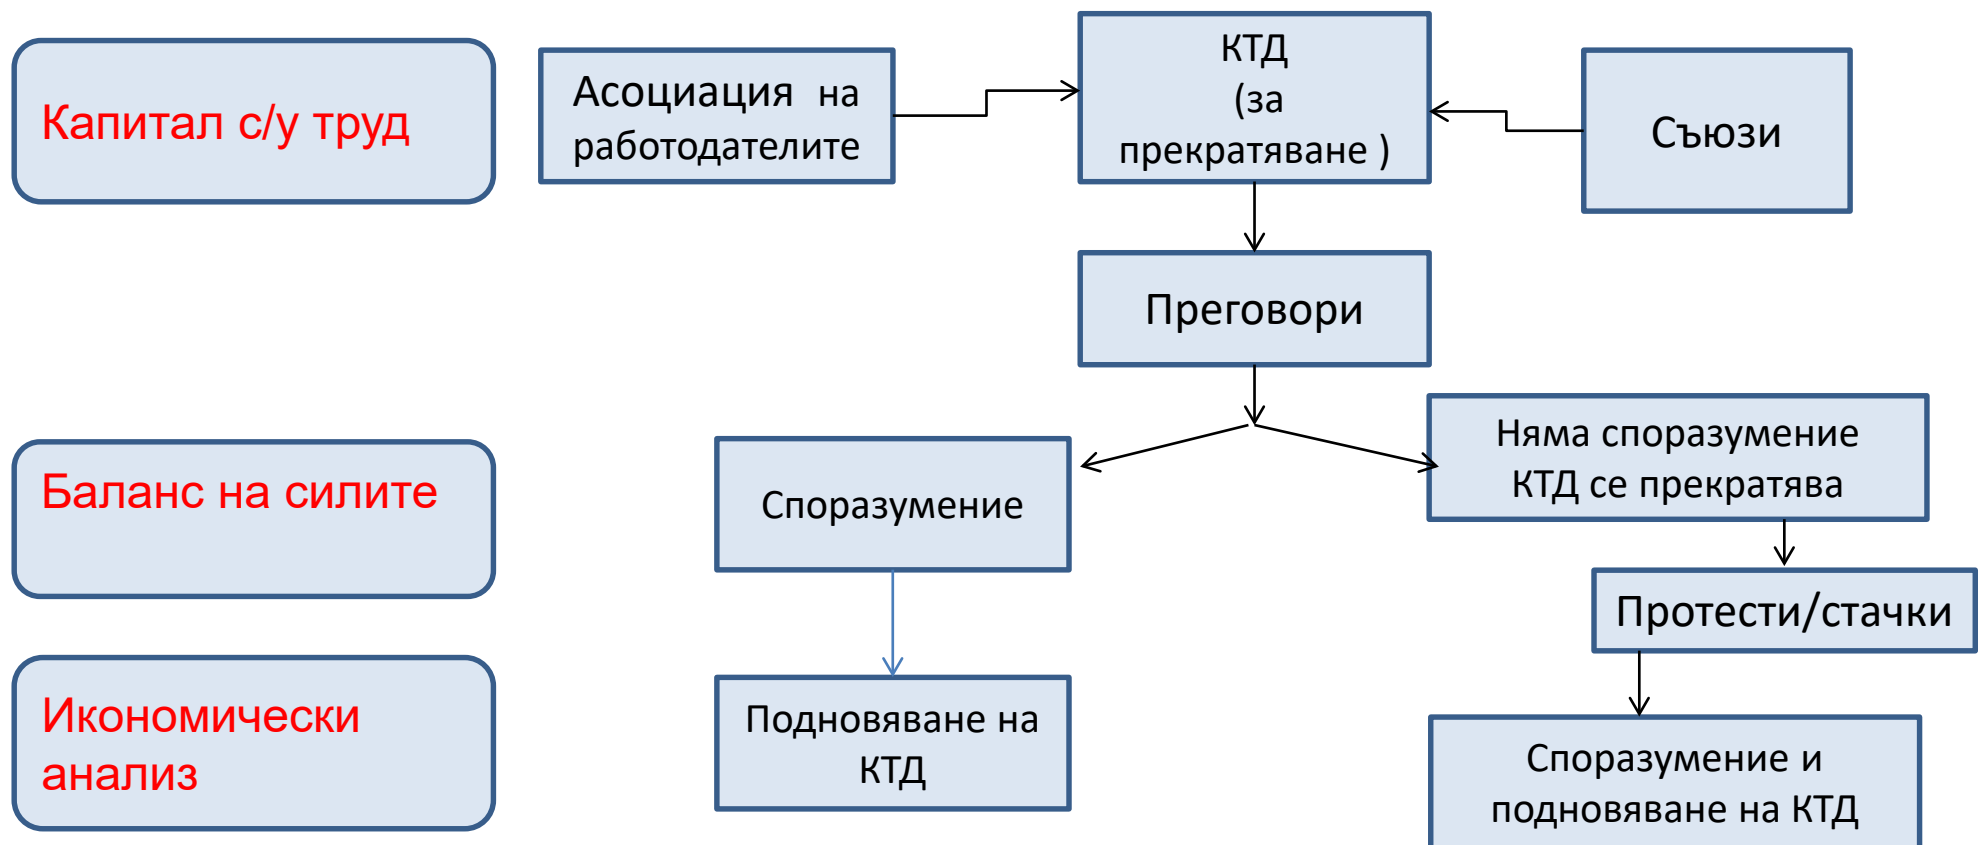 Капитал с/у труд
Асоциация на
работодателите
КТД
(за
прекратяване )
Съюзи
Преговори
Баланс на силите
Споразумение
Няма споразумение
КТД се прекратява
Протести/стачки
Икономически
анализ
Подновяване на
КТД
Споразумение и
подновяване на КТД